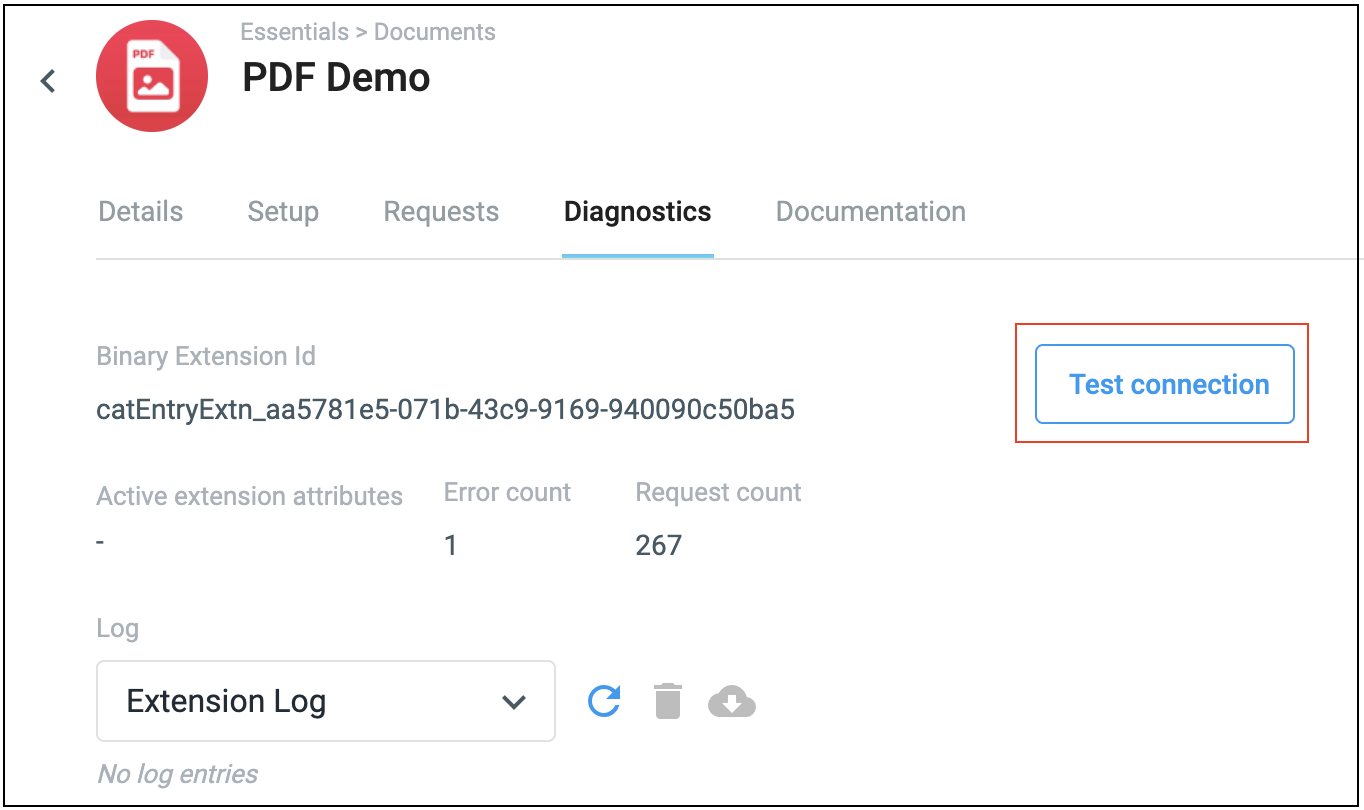 Essentials > Documents
PDF
PDF Demo
Details Setup Requests Diagnostics Documentation
Binary Extension Id
catEntryExtn_aa5781e5-071b-43c9-9169-940090c50ba5
Test connection
Active extension attributes Error count Request count
- 1 267
Log
Extension Log
No log entries